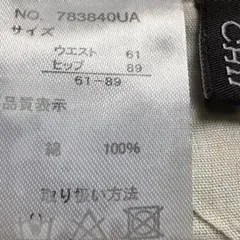 NO. 783840UA
サイズ
ウエスト 61
ヒップ 89
61-89
品質表示
綿 100%
取り扱い方法